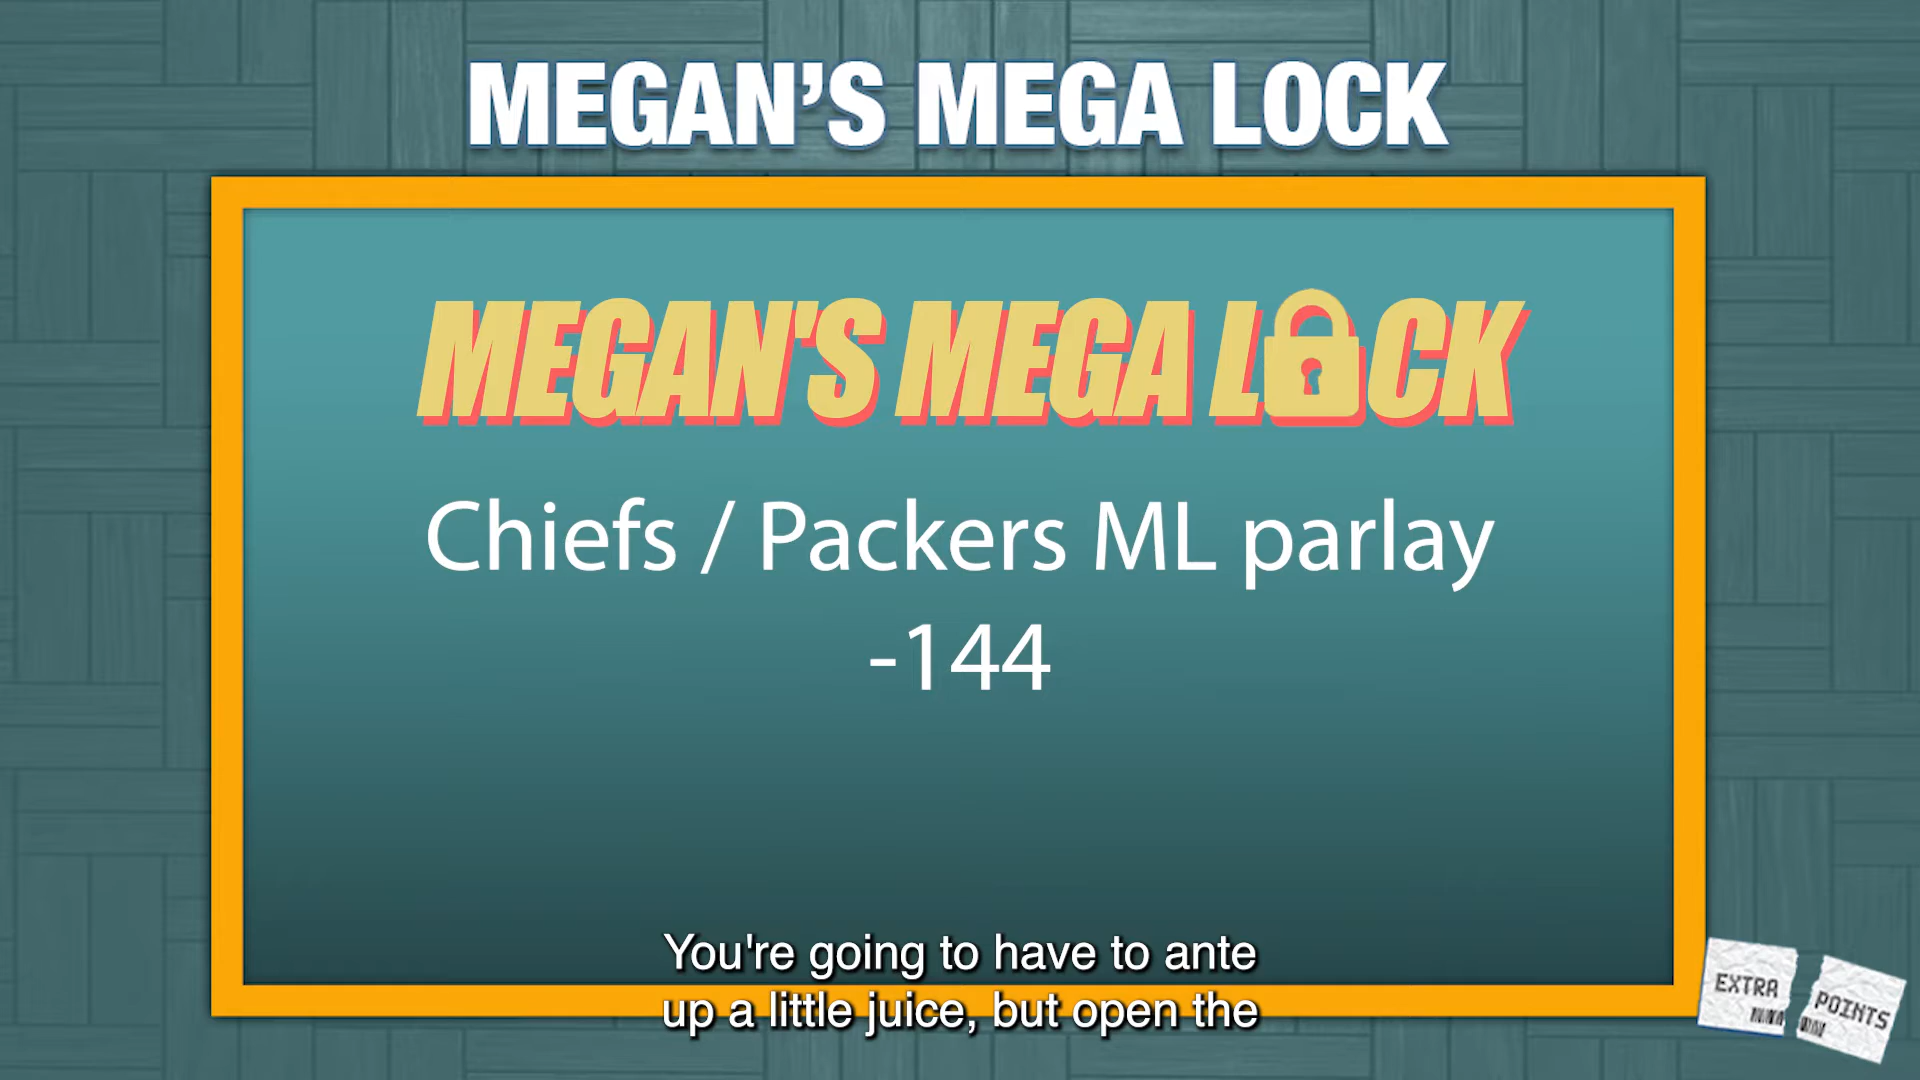 MEGAN’S MEGA LOCK
MEGAN'S MEGA LOCK
Chiefs / Packers ML parlay
-144
You're going to have to ante
up a little juice, but open the
EXTRA
POINTS